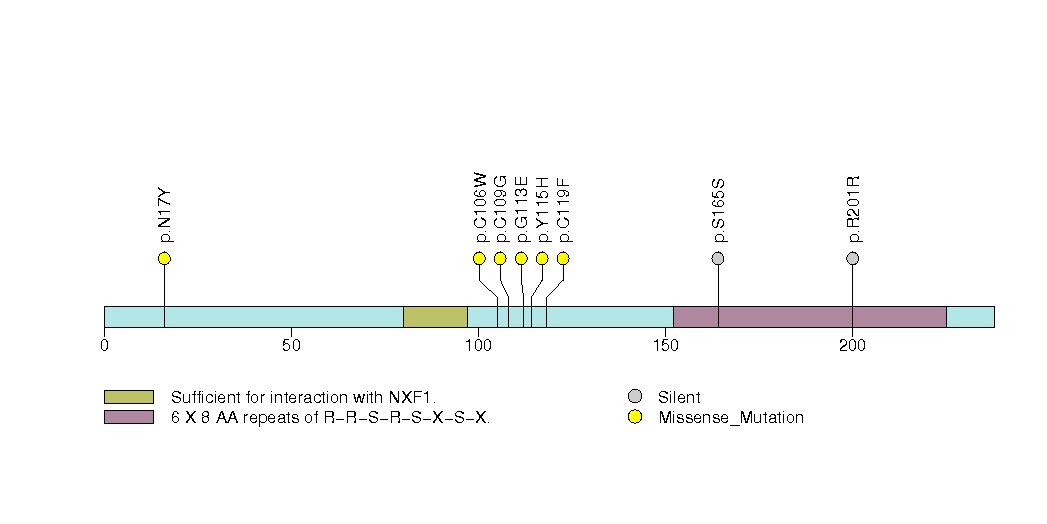 p.N17Y
p.C106W
p.C109G
p.G113E
p.Y115H
p.C119F
p.S165S
p.R201R
0 50 100 150 200
Sufficient for interaction with NXF1.
6 X 8 AA repeats of R−R−S−R−S−X−S−X.
Silent
Missense_Mutation